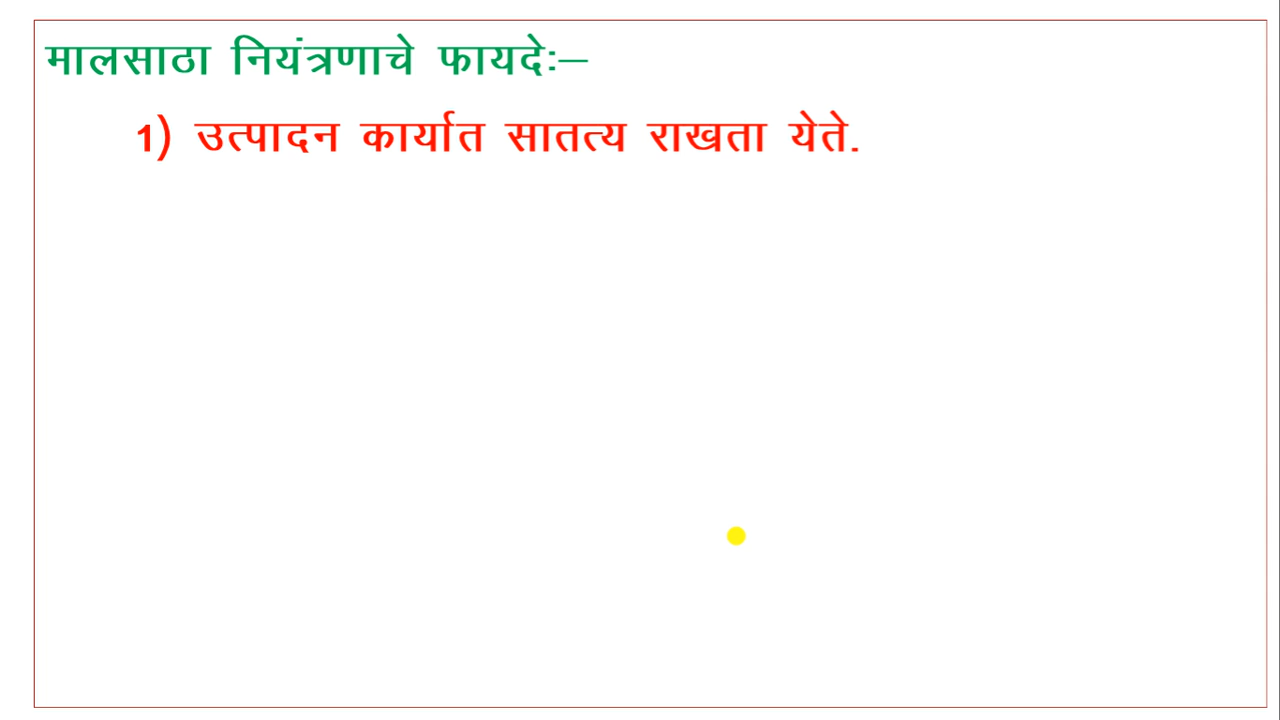 मालसाठा नियंत्रणाचे फायदे:–
1) उत्पादन कार्यात सातत्य राखता येते.